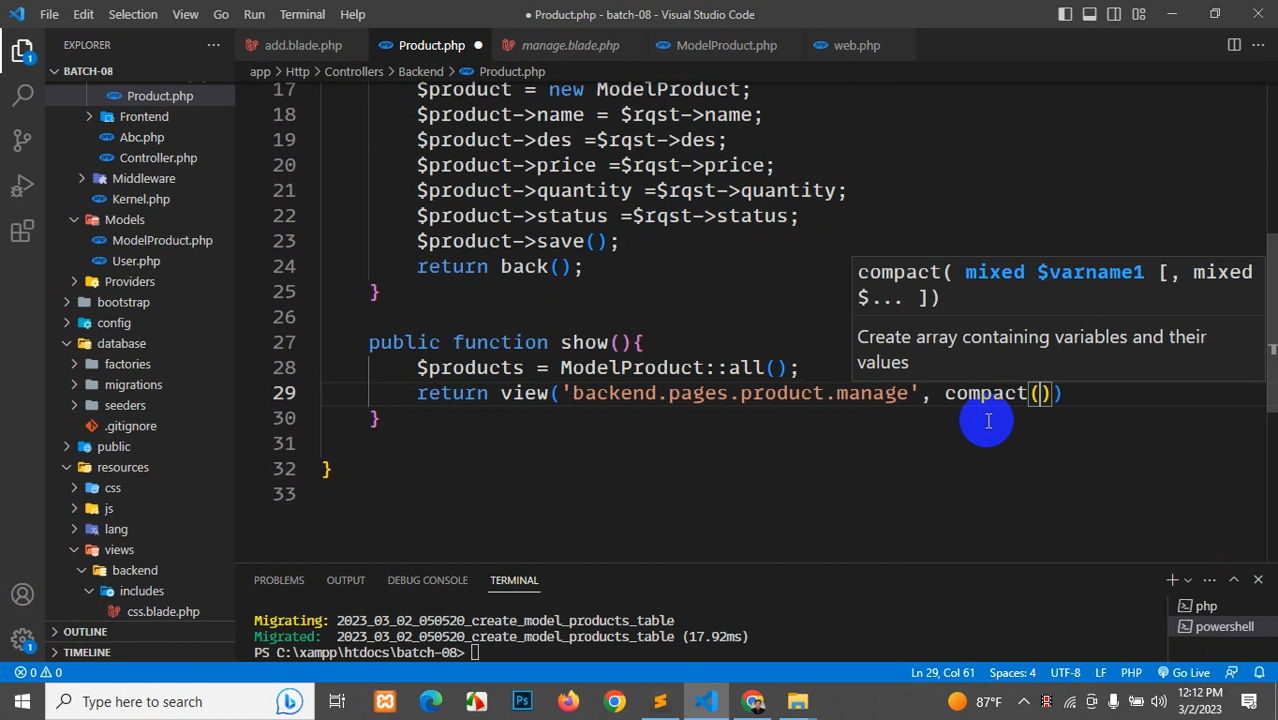 File Edit Selection View Go Run Terminal Help
● Product.php - batch-08 - Visual Studio Code
EXPLORER ···
add.blade.php Product.php ● manage.blade.php ModelProduct.php web.php
BATCH-08
app > Http > Controllers > Backend > Product.php
Product.php
Frontend
Abc.php
Controller.php
Middleware
Kernel.php
Models
ModelProduct.php
User.php
Providers
bootstrap
config
database
factories
migrations
seeders
.gitignore
public
resources
css
js
lang
views
backend
includes
css.blade.php
OUTLINE
TIMELINE
17 $product = new ModelProduct;
18 $product->name = $rqst->name;
19 $product->des =$rqst->des;
20 $product->price =$rqst->price;
21 $product->quantity =$rqst->quantity;
22 $product->status =$rqst->status;
23 $product->save();
24 return back();
25 }
26
27 public function show(){
28 $products = ModelProduct::all();
29 return view('backend.pages.product.manage', compact())
30 }
31
32 }
33
compact( mixed $varname1 [, mixed
$... ])
Create array containing variables and their
values
PROBLEMS OUTPUT DEBUG CONSOLE TERMINAL
Migrating: 2023_03_02_050520_create_model_products_table
Migrated: 2023_03_02_050520_create_model_products_table (17.92ms)
PS C:\xampp\htdocs\batch-08>
php
powershell
0 0 Ln 29, Col 61 Spaces: 4 UTF-8 LF PHP Go Live
Type here to search
87°F
12:12 PM
3/2/2023